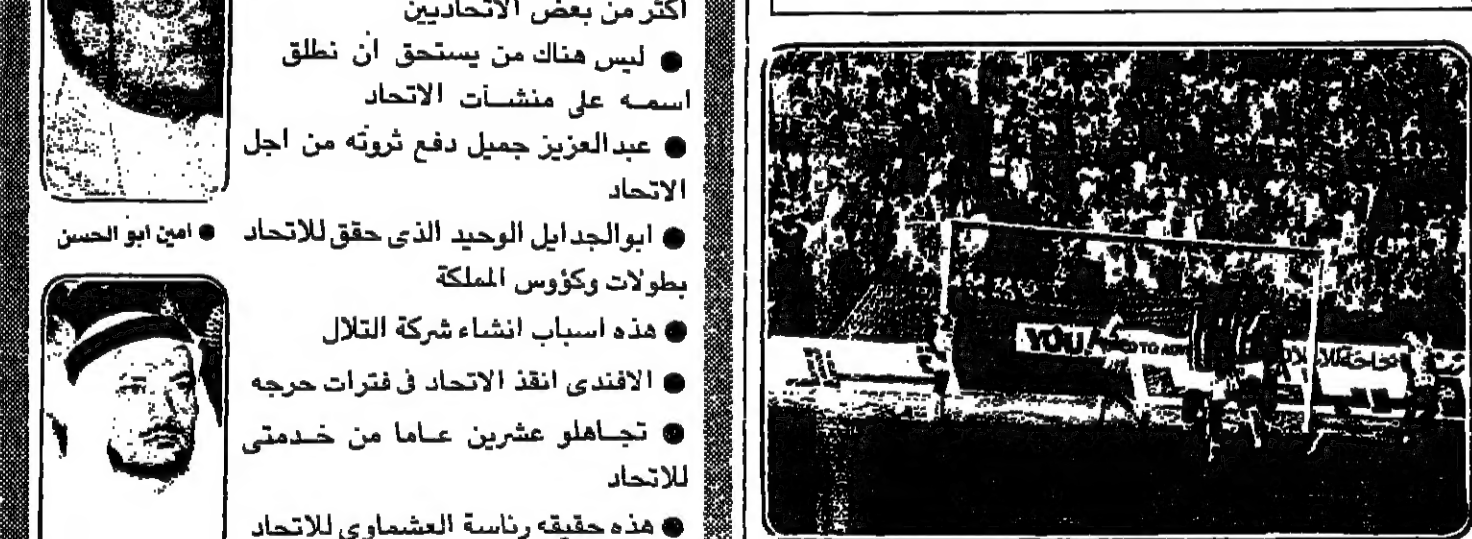 اكثر من بعض الاتحاديين
● ليس هناك من يستحق ان نطلق
اسمه على منشآت الاتحاد
● عبدالعزيز جميل دفع ثروته من اجل
الاتحاد
● ابوالجدايل الوحيد الذى حقق للاتحاد
بطولات وكؤوس المملكة
● هذه اسباب انشاء شركة التلال
● الافندى انقذ الاتحاد فى فترات حرجه
● تجاهلو عشرين عاما من خدمتى
للاتحاد
● هذه حقيقه رئاسة العشماوى للاتحاد
● امين ابو الحسن
YOU
TO